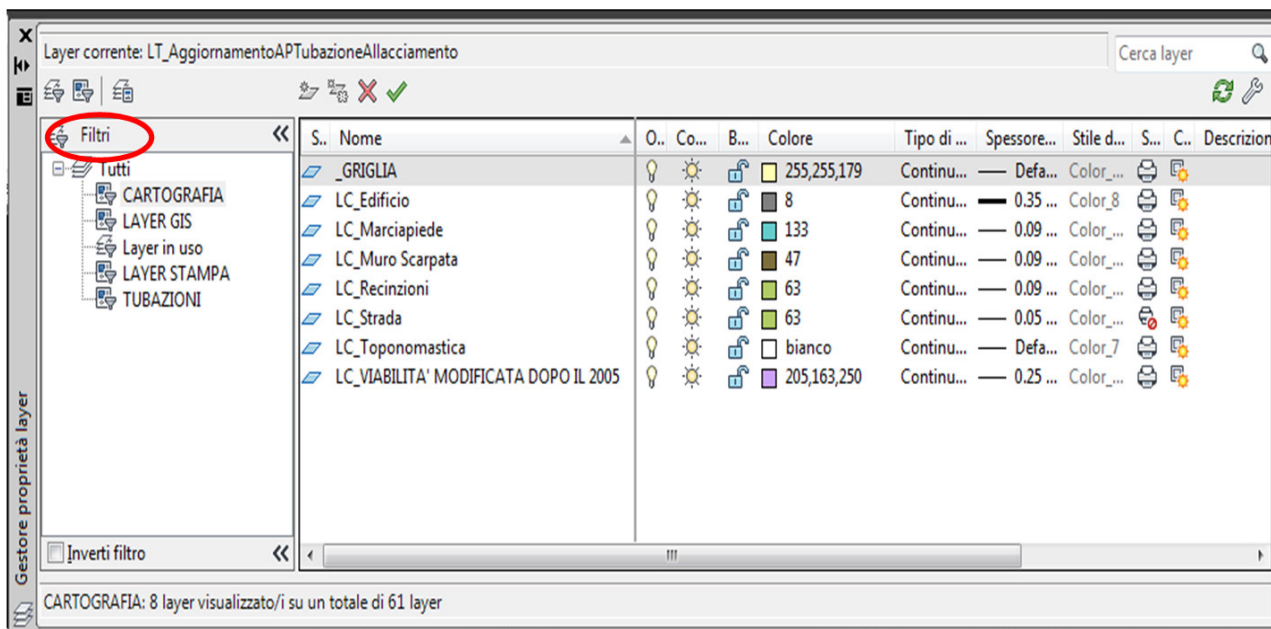 Layer corrente: LT_AggiornamentoAPTubazioneAllacciamento
Cerca layer
Filtri
Tutti
CARTOGRAFIA
LAYER GIS
Layer in uso
LAYER STAMPA
TUBAZIONI
Inverti filtro
S.. Nome O.. Co... B... Colore Tipo di ... Spessore... Stile d... S... C.. Descrizion
_GRIGLIA 255,255,179 Continu... Defa... Color_...
LC_Edificio 8 Continu... 0.35 ... Color_8
LC_Marciapiede 133 Continu... 0.09 ... Color_...
LC_Muro Scarpata 47 Continu... 0.09 ... Color_...
LC_Recinzioni 63 Continu... 0.09 ... Color_...
LC_Strada 63 Continu... 0.05 ... Color_...
LC_Toponomastica bianco Continu... Defa... Color_7
LC_VIABILITA' MODIFICATA DOPO IL 2005 205,163,250 Continu... 0.25 ... Color_...
Gestore proprietà layer
CARTOGRAFIA: 8 layer visualizzato/i su un totale di 61 layer